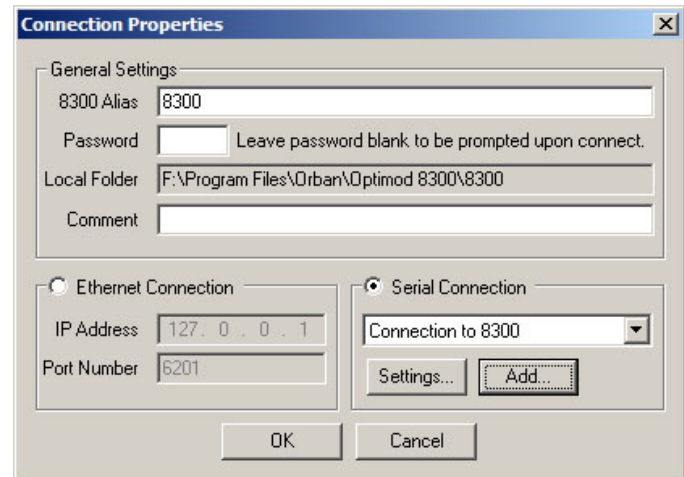 Connection Properties
General Settings
8300 Alias 8300
Password Leave password blank to be prompted upon connect.
Local Folder F:\Program Files\Orban\Optimod 8300\8300
Comment
Ethernet Connection
IP Address 127. 0 . 0 . 1
Port Number 6201
Serial Connection
Connection to 8300
Settings... Add...
OK Cancel